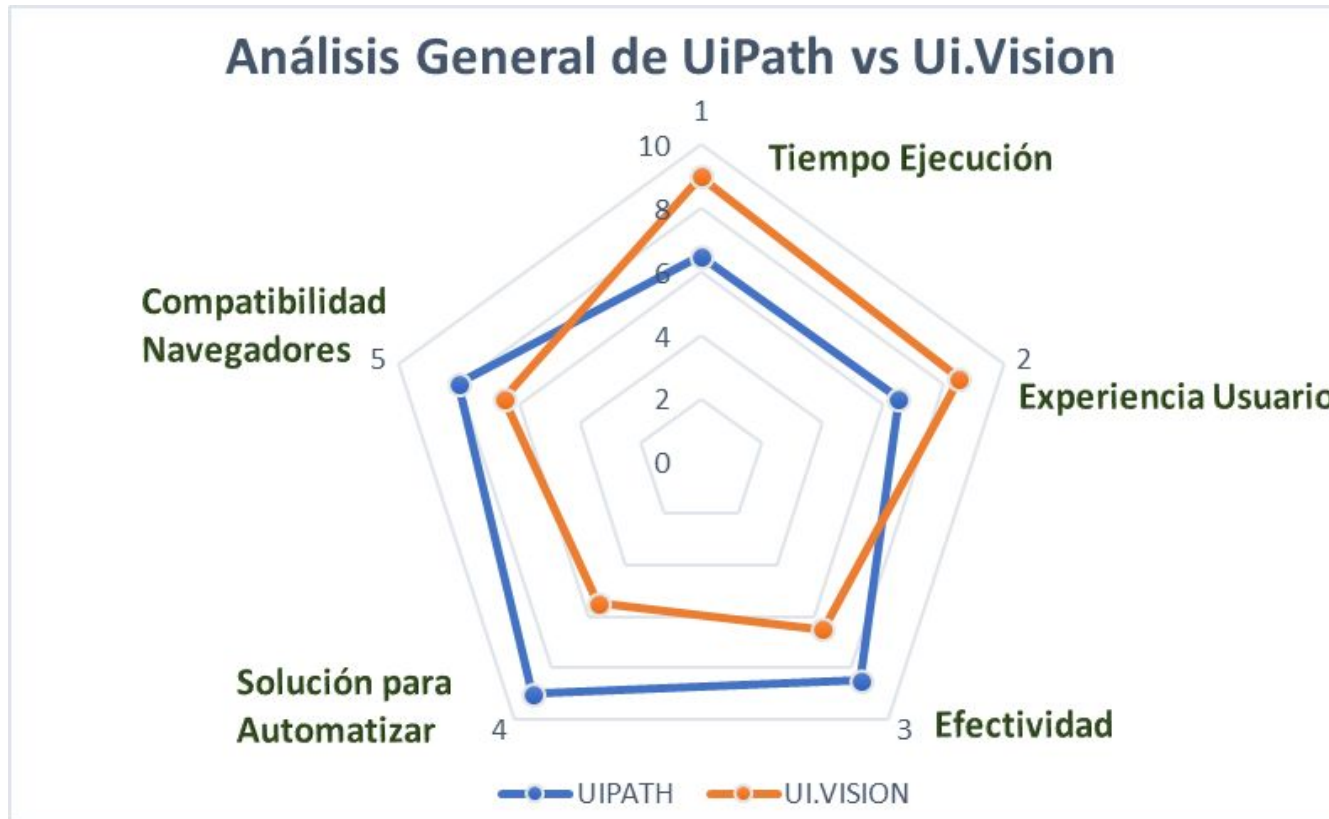 Análisis General de UiPath vs Ui.Vision
1
10
Tiempo Ejecución
8
6
Compatibilidad
Navegadores
5
4
2
Experiencia Usuario
2
0
Solución para
Automatizar
4
3
Efectividad
UIPATH
UI.VISION